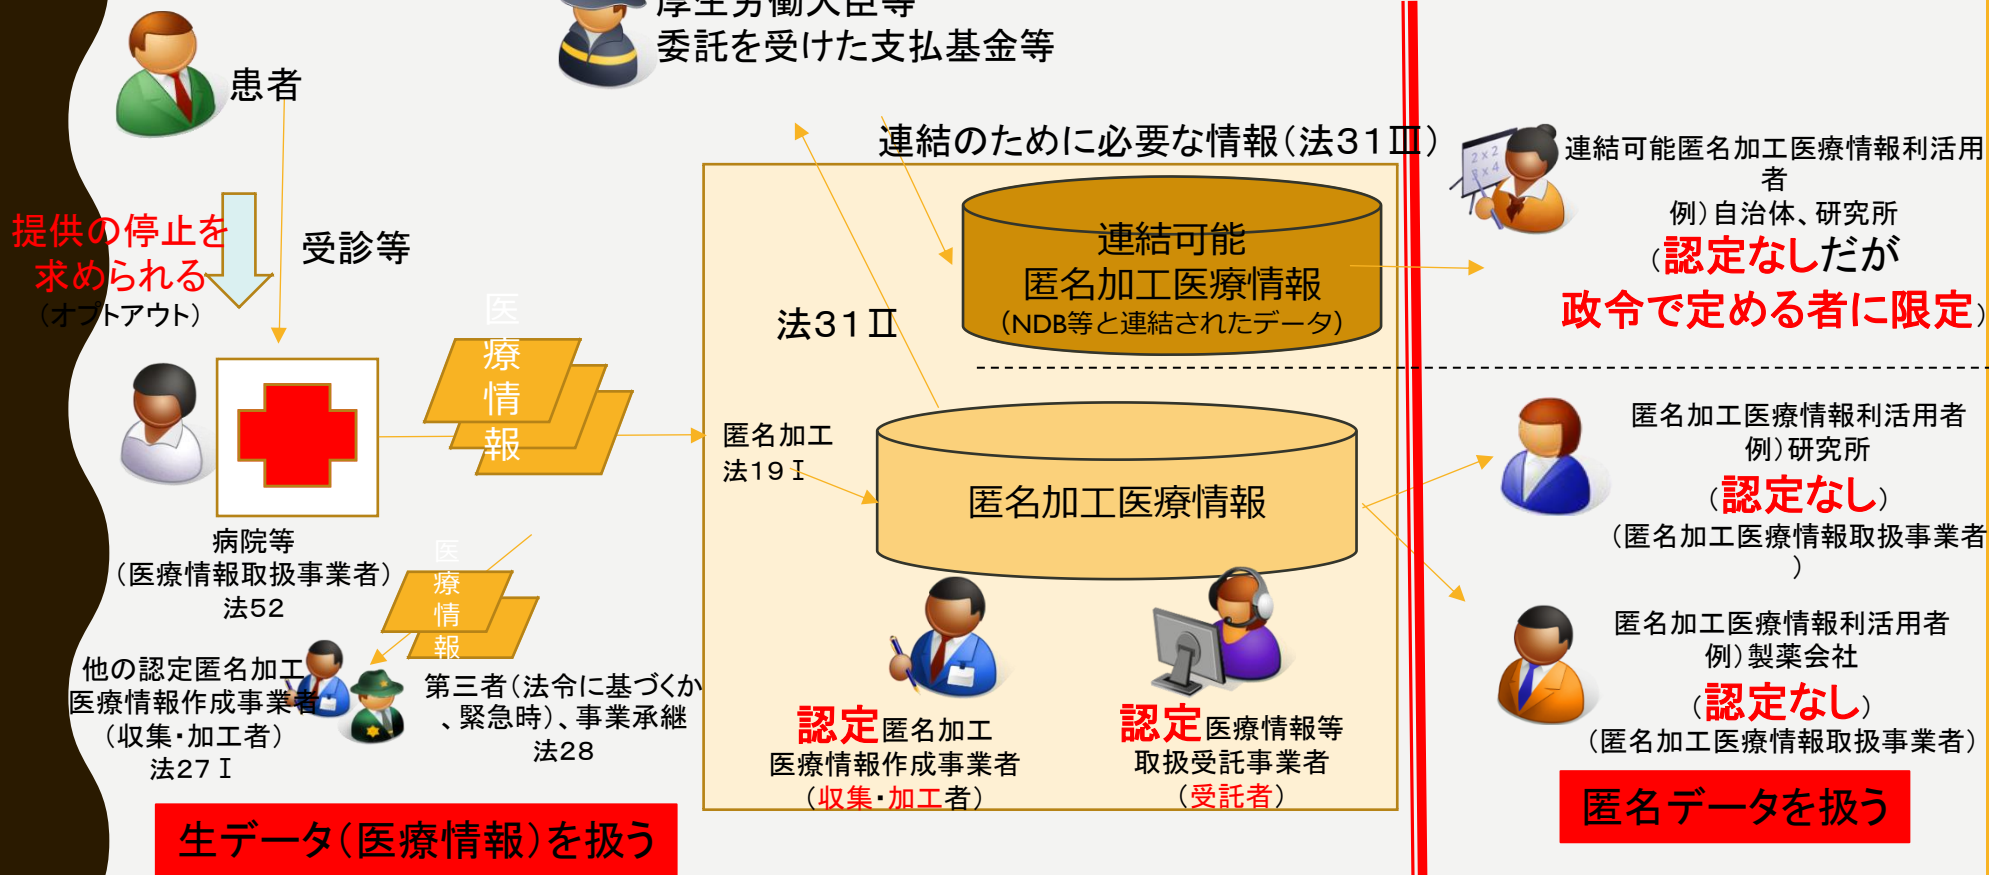 厚生労働大臣等
委託を受けた支払基金等
患者
連結のために必要な情報（法31Ⅲ）
提供の停止を
求められる
（オプトアウト）
受診等
医
療
情
報
病院等
（医療情報取扱事業者）
法52
医
療
情
報
他の認定匿名加工
医療情報作成事業者
（収集・加工者）
法27Ⅰ
第三者（法令に基づくか
、緊急時）、事業承継
法28
生データ（医療情報）を扱う
連結可能
匿名加工医療情報
（NDB等と連結されたデータ）
法31Ⅱ
匿名加工
法19Ⅰ
匿名加工医療情報
認定匿名加工
医療情報作成事業者
（収集・加工者）
認定医療情報等
取扱受託事業者
（受託者）
2 x 2
3 x 4
連結可能匿名加工医療情報利活用
者
例）自治体、研究所
（認定なしだが
政令で定める者に限定）
匿名加工医療情報利活用者
例）研究所
（認定なし）
（匿名加工医療情報取扱事業者
）
匿名加工医療情報利活用者
例）製薬会社
（認定なし）
（匿名加工医療情報取扱事業者）
匿名データを扱う